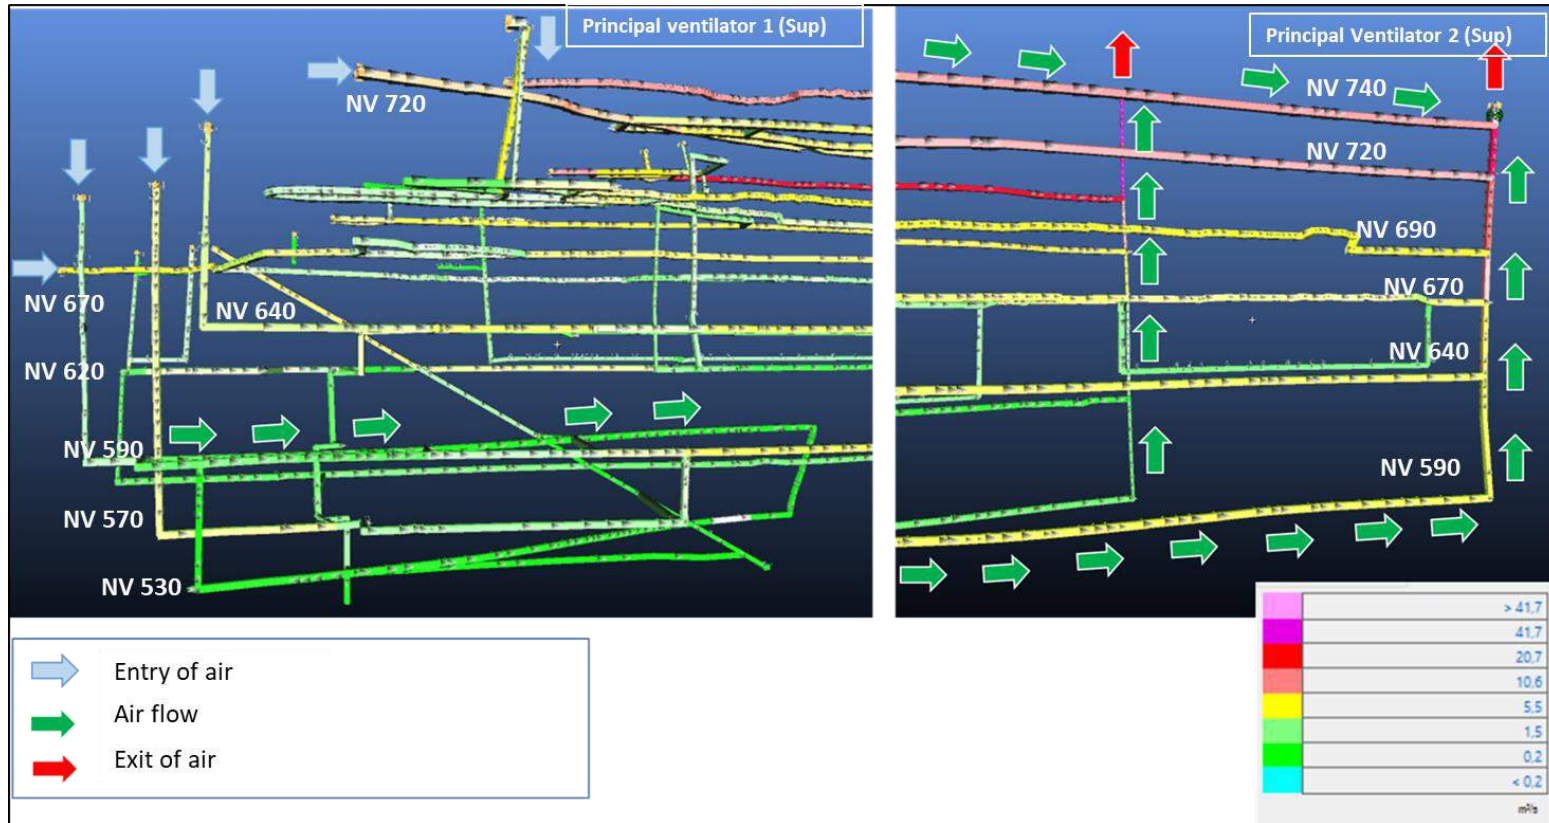 Principal ventilator 1 (Sup)
NV 720
NV 670
NV 640
NV 620
NV 590
NV 570
NV 530
Principal Ventilator 2 (Sup)
NV 740
NV 720
NV 690
NV 670
NV 640
NV 590
Entry of air
Air flow
Exit of air
> 41,7
41,7
20,7
10,6
5,5
1,5
0,2
< 0,2
m³/s